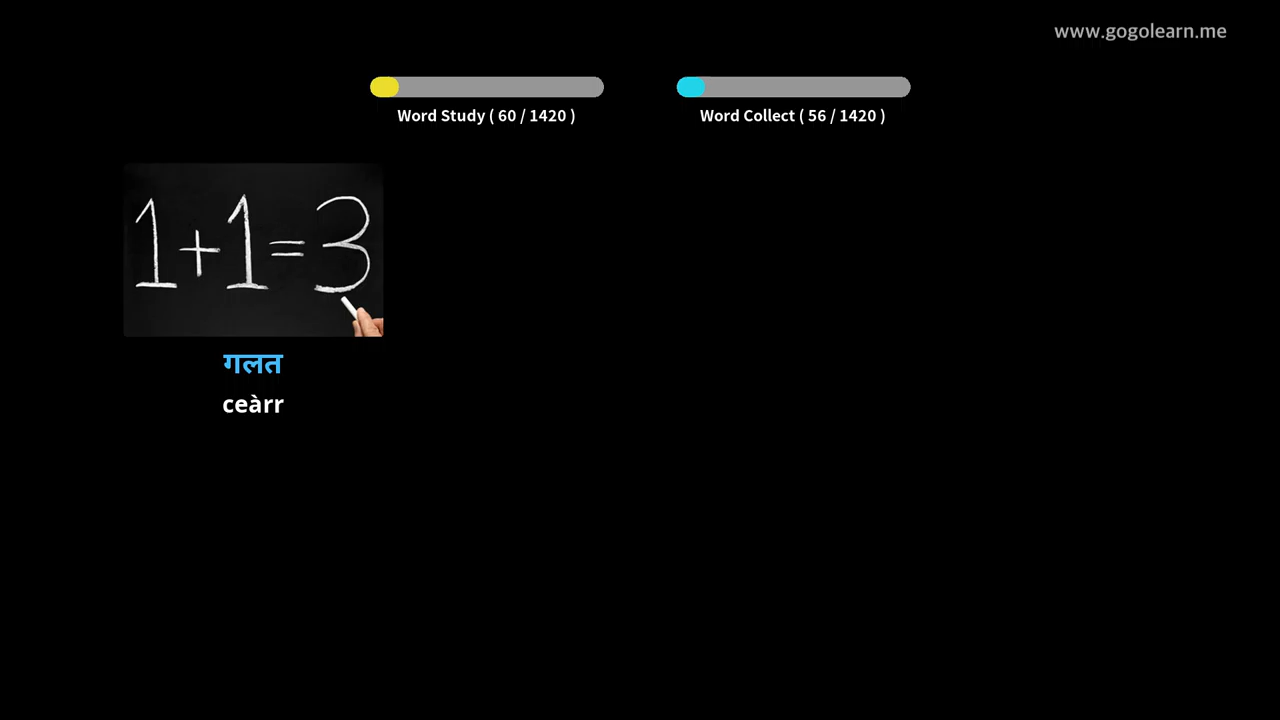 www.gogolearn.me
Word Study ( 60 / 1420 )
Word Collect ( 56 / 1420 )
1+1=3
गलत
ceàrr